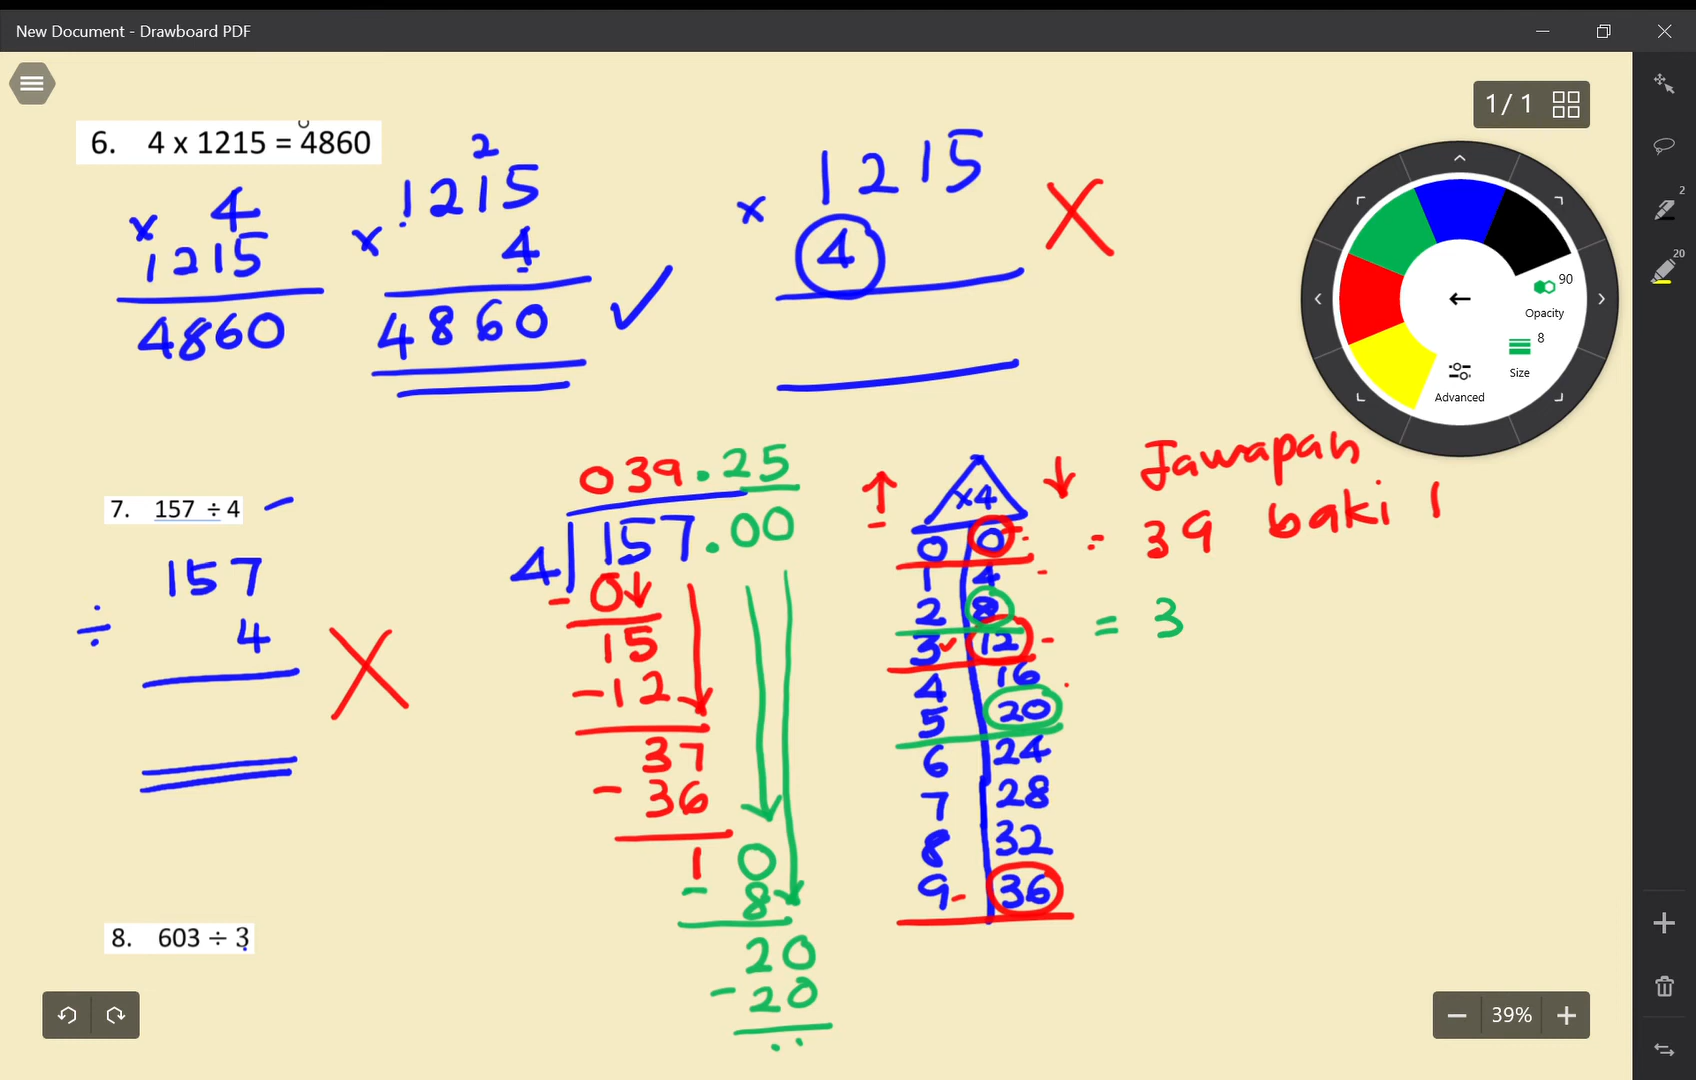 New Document - Drawboard PDF
1 / 1
6. 4 x 1215 = 4860
4
x 1215
4860
2
1215
x 4
4860
1215
x 4
X
90
Opacity
8
Size
Advanced
2
20
7. 157 ÷ 4
157
÷ 4
X
039.25
4 157.00
- 0
15
-12
37
- 36
10
- 8
20
- 20
x4
0 0
1 4
2 8
3 12
4 16
5 20
6 24
7 28
8 32
9 36
Jawapan
= 39 baki 1
= 3
8. 603 ÷ 3
39%